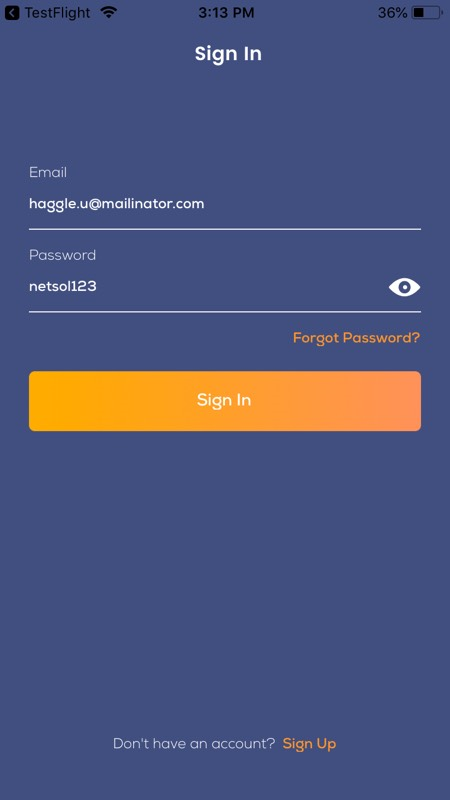 TestFlight 3:13 PM 36%
Sign In
Email
haggle.u@mailinator.com
Password
netsol123
Forgot Password?
Sign In
Don't have an account? Sign Up